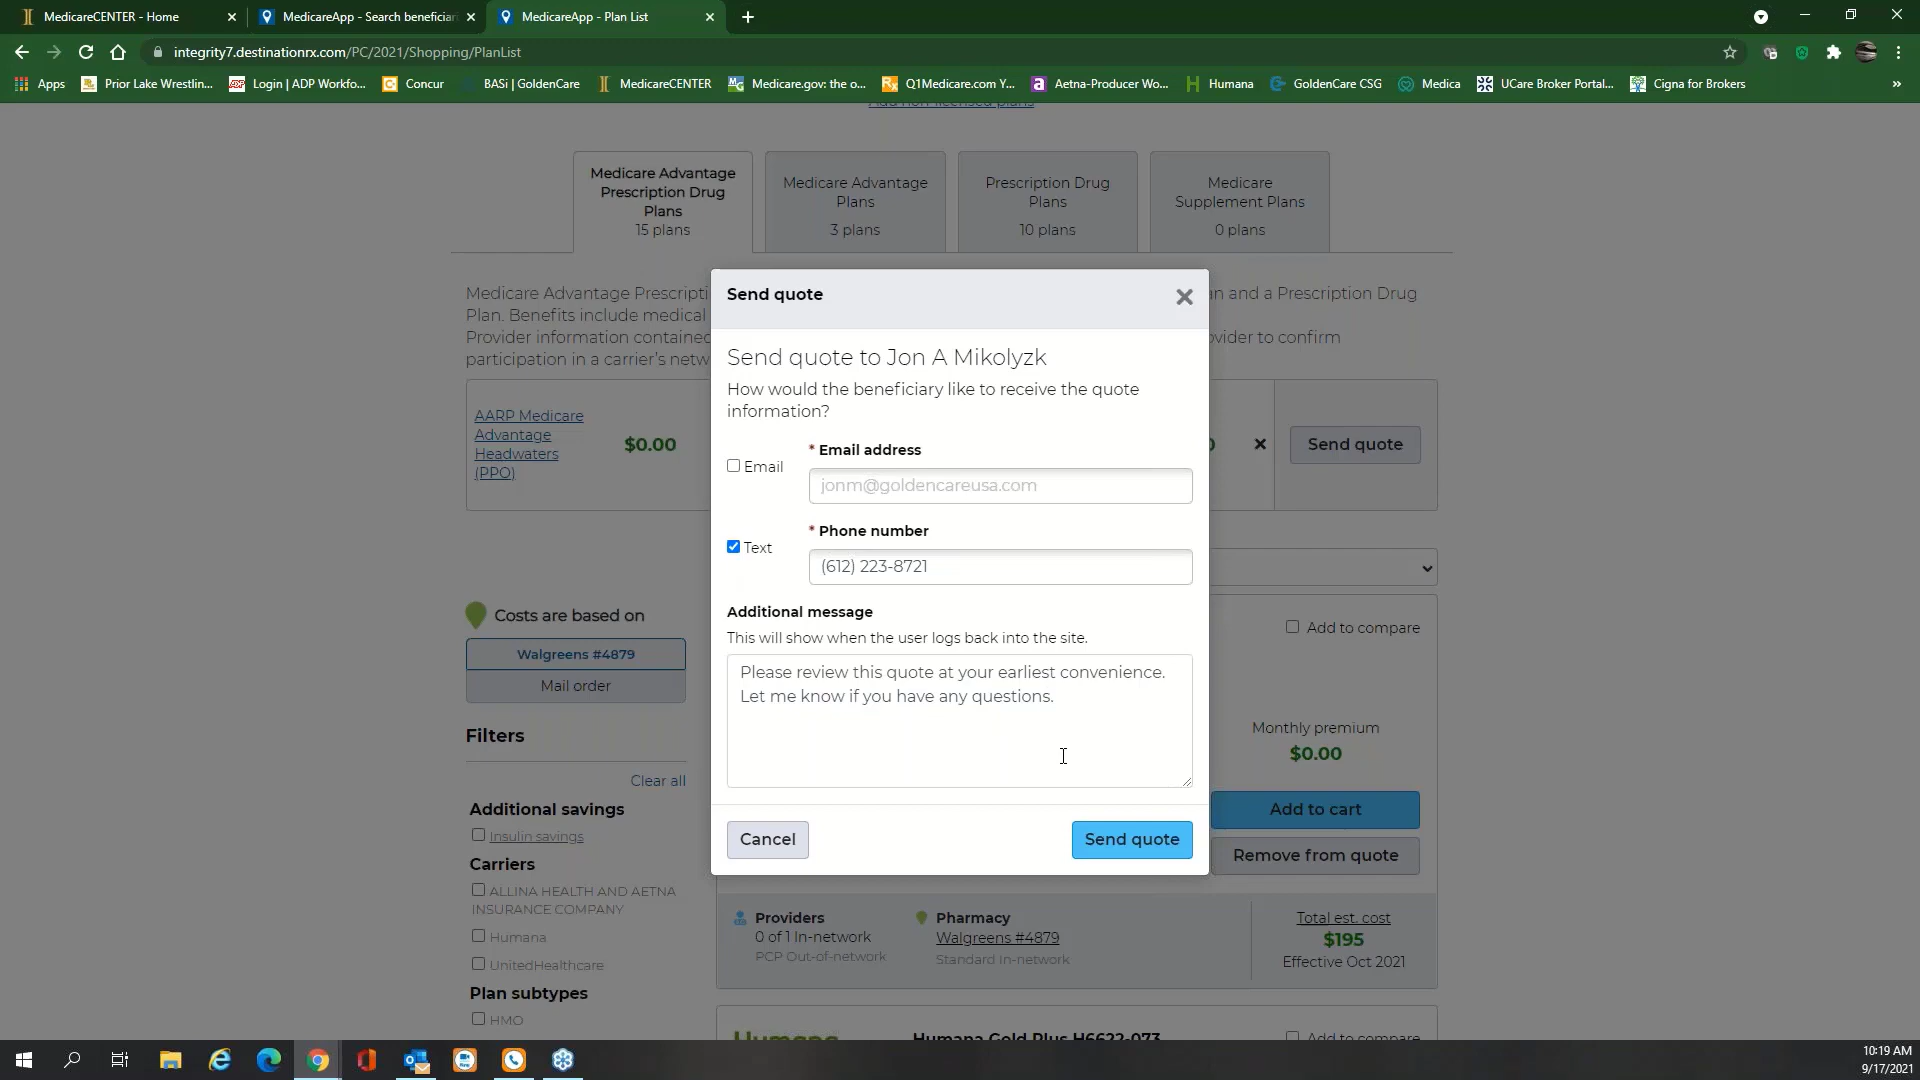 MedicareCENTER - Home
MedicareApp - Search beneficiari
MedicareApp - Plan List
integrity7.destinationrx.com/PC/2021/Shopping/PlanList
Apps
Prior Lake Wrestlin...
Login | ADP Workfo...
Concur
BASi | GoldenCare
MedicareCENTER
Medicare.gov: the o...
Q1Medicare.com Y...
Aetna-Producer Wo...
Humana
GoldenCare CSG
Medica
UCare Broker Portal...
Cigna for Brokers
»
Add non-licensed plans
Medicare Advantage
Prescription Drug
Plans
15 plans
Medicare Advantage
Plans
3 plans
Prescription Drug
Plans
10 plans
Medicare
Supplement Plans
0 plans
Medicare Advantage Prescripti
n and a Prescription Drug
Plan. Benefits include medical
Provider information contained
ovider to confirm
participation in a carrier's netw
AARP Medicare
Advantage
Headwaters
(PPO)
$0.00
Send quote
Send quote
Send quote to Jon A Mikolyzk
How would the beneficiary like to receive the quote
information?
Email
* Email address
jonm@goldencareusa.com
Text
* Phone number
(612) 223-8721
Additional message
This will show when the user logs back into the site.
Please review this quote at your earliest convenience.
Let me know if you have any questions.
Cancel
Send quote
Costs are based on
Walgreens #4879
Mail order
Filters
Clear all
Additional savings
Insulin savings
Carriers
ALLINA HEALTH AND AETNA
INSURANCE COMPANY
Humana
UnitedHealthcare
Plan subtypes
HMO
Add to compare
Monthly premium
$0.00
Add to cart
Remove from quote
Providers
0 of 1 In-network
PCP Out-of-network
Pharmacy
Walgreens #4879
Standard In-network
Total est. cost
$195
Effective Oct 2021
Humana
Humana Gold Plus H6622-073
Add to compare
10:19 AM
9/17/2021